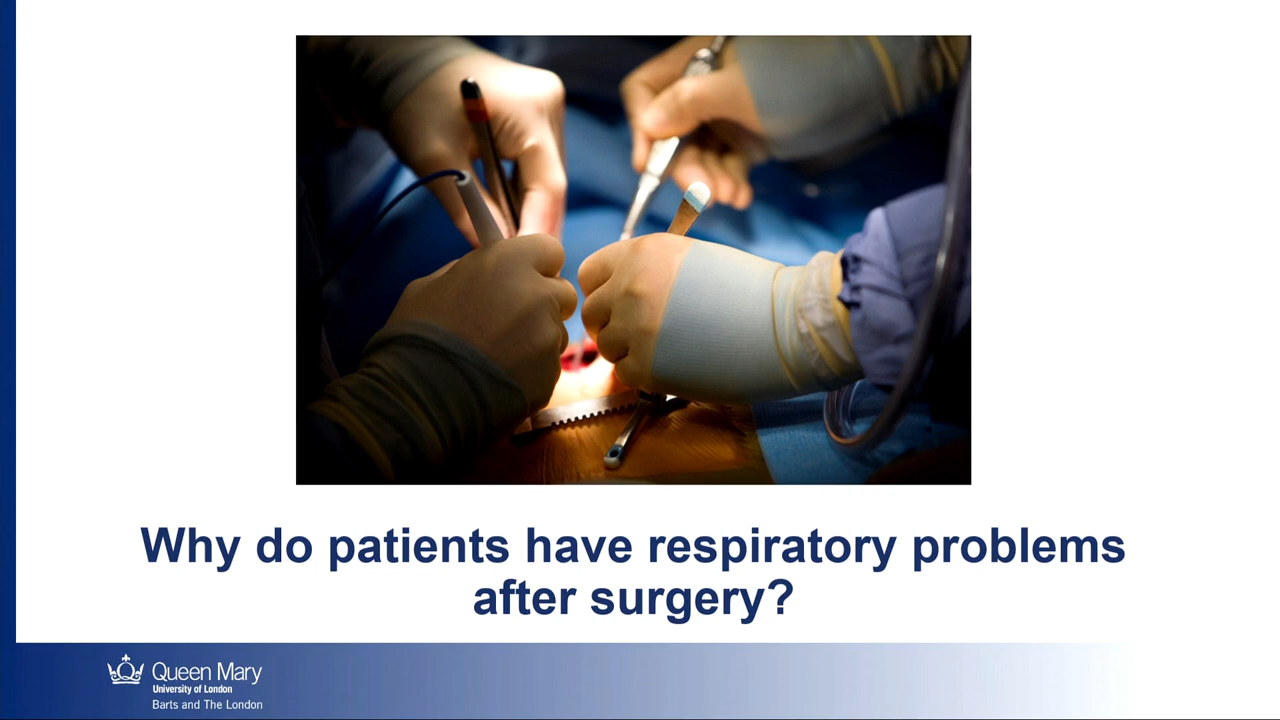 Why do patients have respiratory problems
after surgery?
Queen Mary
University of London
Barts and The London